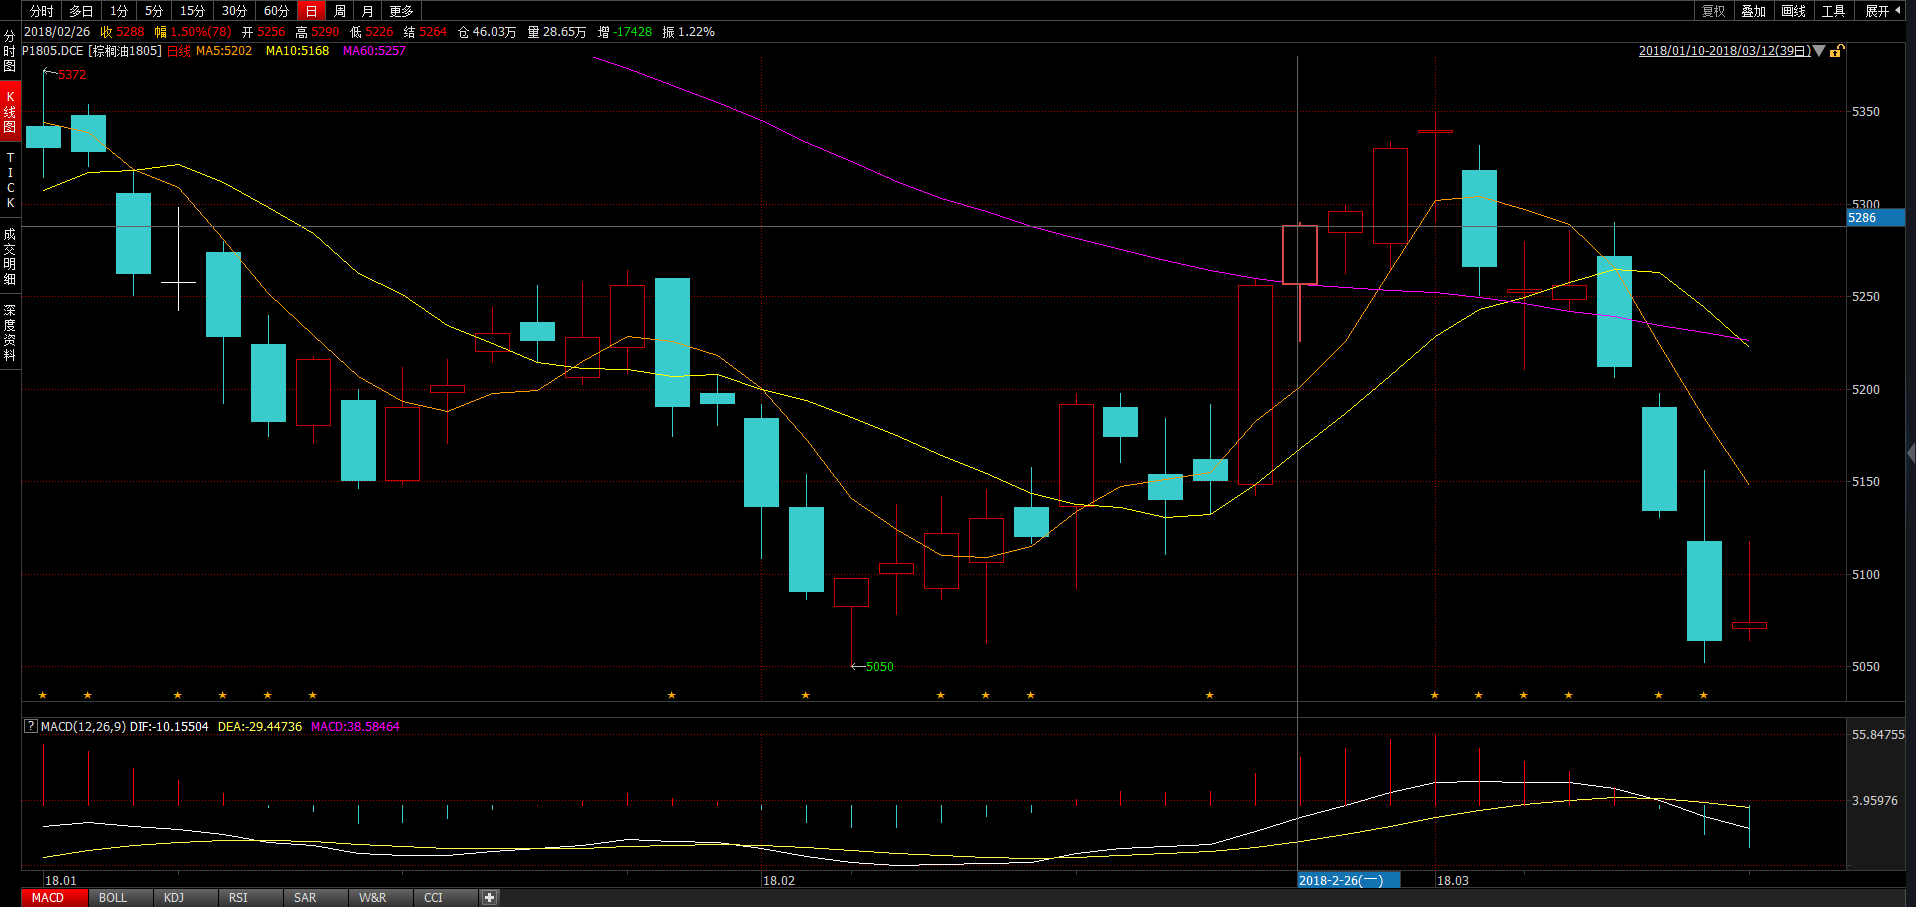 分时 多日 1分 5分 15分 30分 60分 日 周 月 更多 复权 叠加 画线 工具 展开
2018/02/26 收 5288 幅 1.50%(78) 开 5256 高 5290 低 5226 结 5264 仓 46.03万 量 28.65万 增 -17428 振 1.22%
P1805.DCE [棕榈油1805] 日线 MA5:5202 MA10:5168 MA60:5257 2018/01/10-2018/03/12(39日)
分时图
K线图
TICK
成交明细
深度资料
5372
5350
5300
5286
5250
5200
5150
5100
5050
5050
? MACD(12,26,9) DIF:-10.15504 DEA:-29.44736 MACD:38.58464
55.84755
3.95976
18.01 18.02 2018-2-26(一) 18.03
MACD BOLL KDJ RSI SAR W&R CCI